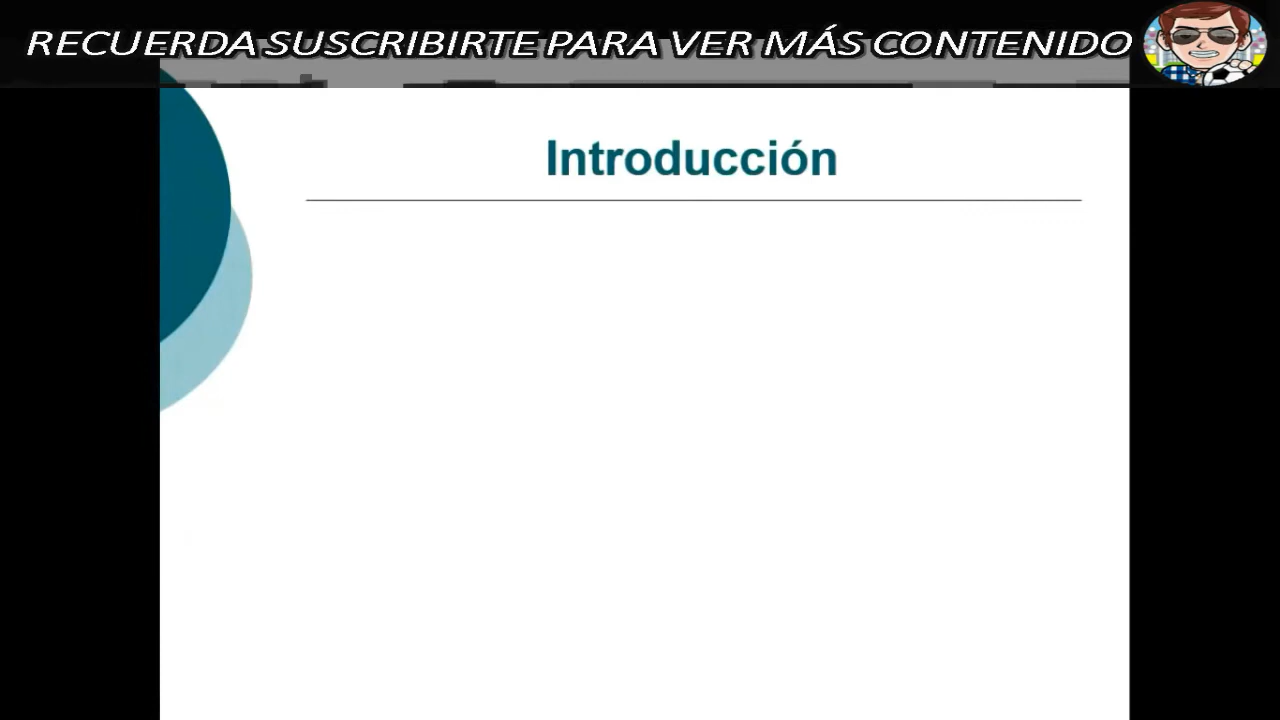 RECUERDA SUSCRIBIRTE PARA VER MÁS CONTENIDO
Introducción